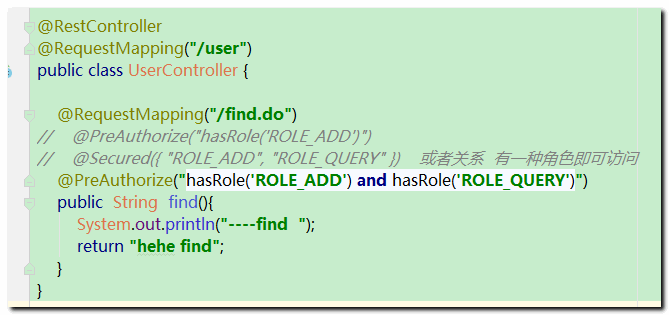 @RestController
@RequestMapping("/user")
public class UserController {
@RequestMapping("/find.do")
//    @PreAuthorize("hasRole('ROLE_ADD')")
//    @Secured({ "ROLE_ADD", "ROLE_QUERY" })    或者关系  有一种角色即可访问
@PreAuthorize("hasRole('ROLE_ADD') and hasRole('ROLE_QUERY')")
public  String  find(){
System.out.println("----find  ");
return "hehe find";
}
}